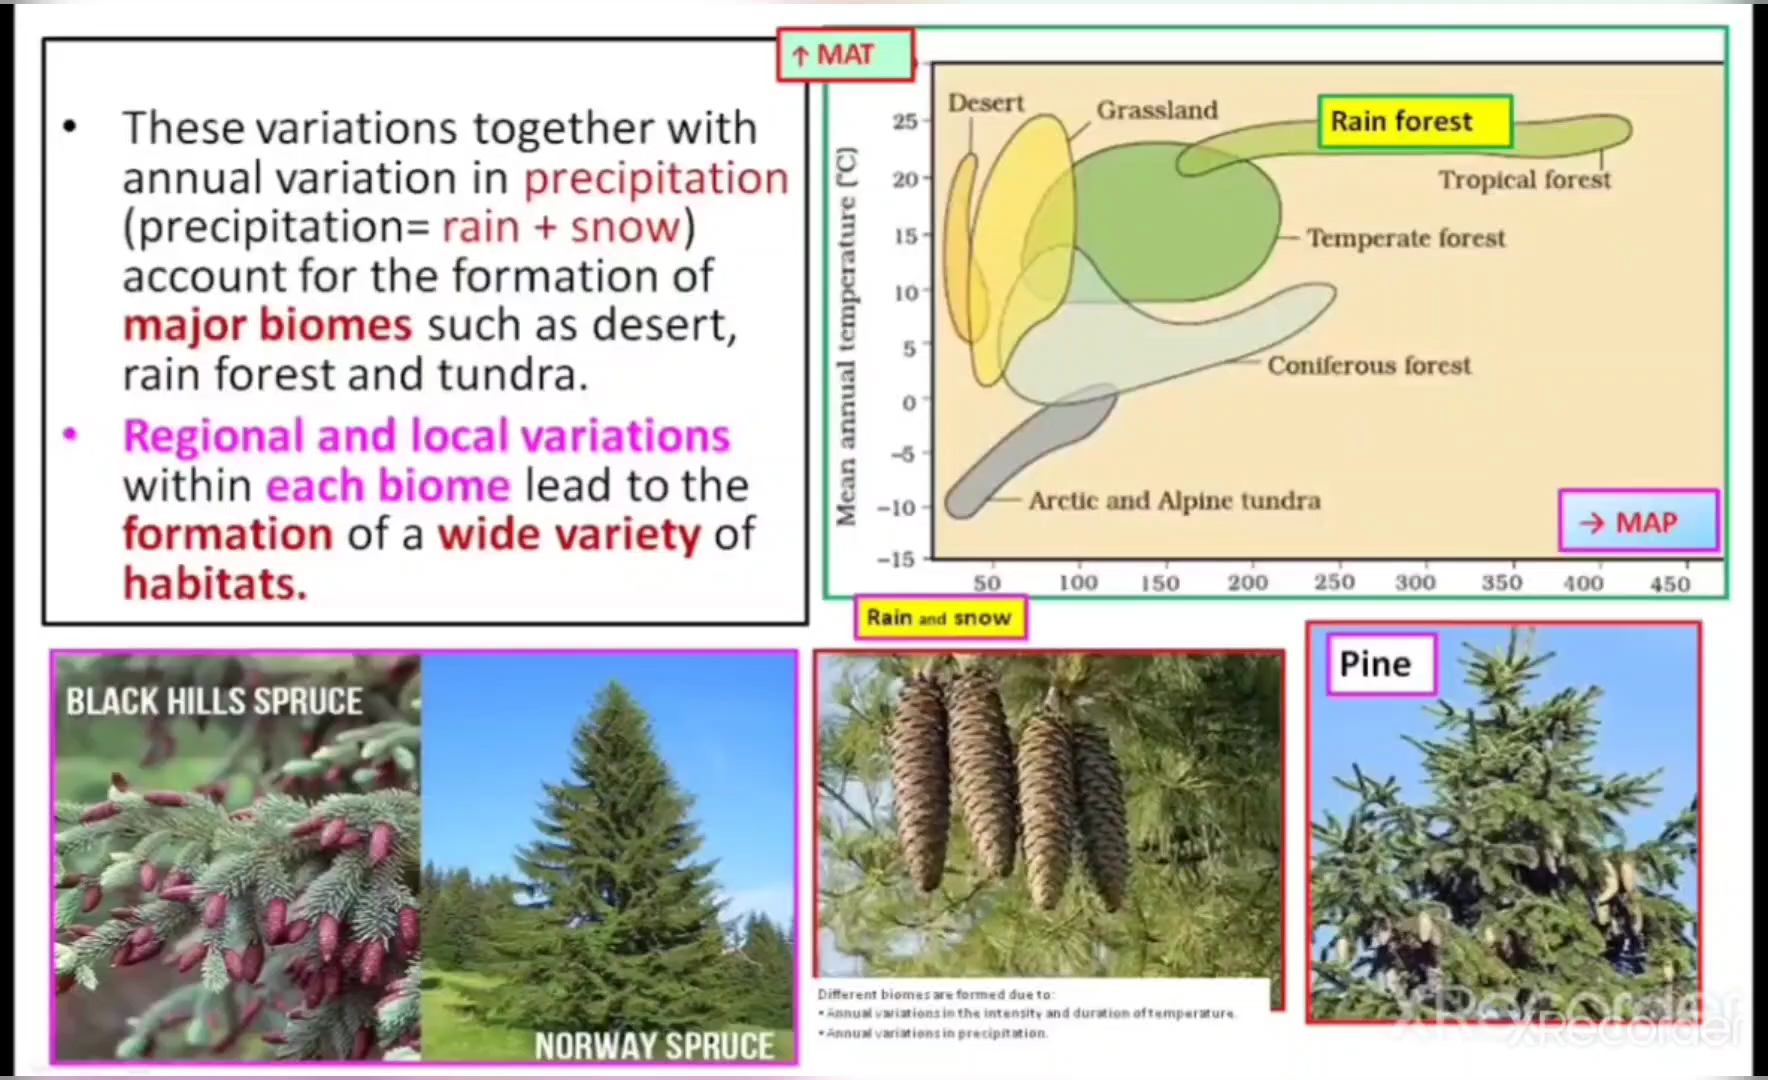 • These variations together with
annual variation in precipitation
(precipitation= rain + snow)
account for the formation of
major biomes such as desert,
rain forest and tundra.
• Regional and local variations
within each biome lead to the
formation of a wide variety of
habitats.
↑ MAT
Mean annual temperature (°C)
25
20
15
10
5
0
-5
-10
-15
Desert
Grassland
Rain forest
Tropical forest
Temperate forest
Coniferous forest
Arctic and Alpine tundra
→ MAP
50 100 150 200 250 300 350 400 450
Rain and snow
BLACK HILLS SPRUCE
NORWAY SPRUCE
Different biomes are formed due to:
• Annual variations in the intensity and duration of temperature.
• Annual variations in precipitation.
Pine
XRecorder
XRecorder